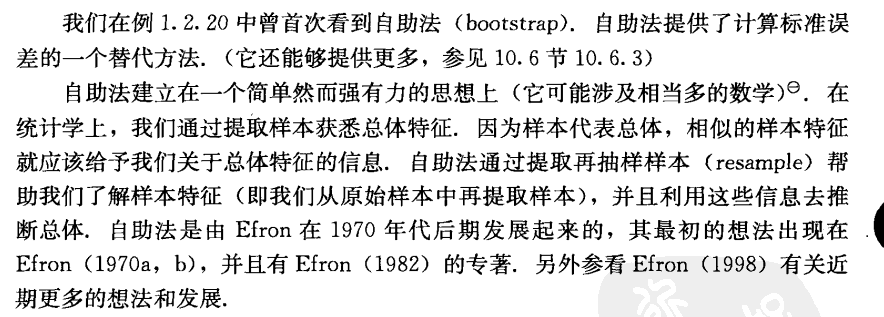 我们在例 1.2.20 中曾首次看到自助法（bootstrap）．自助法提供了计算标准误
差的一个替代方法．（它还能够提供更多，参见 10.6 节 10.6.3）
自助法建立在一个简单然而强有力的思想上（它可能涉及相当多的数学）⊖．在
统计学上，我们通过提取样本获悉总体特征．因为样本代表总体，相似的样本特征
就应该给予我们关于总体特征的信息．自助法通过提取再抽样样本（resample）帮
助我们了解样本特征（即我们从原始样本中再提取样本），并且利用这些信息去推
断总体．自助法是由 Efron 在 1970 年代后期发展起来的，其最初的想法出现在
Efron（1970a，b），并且有 Efron（1982）的专著．另外参看 Efron（1998）有关近
期更多的想法和发展．